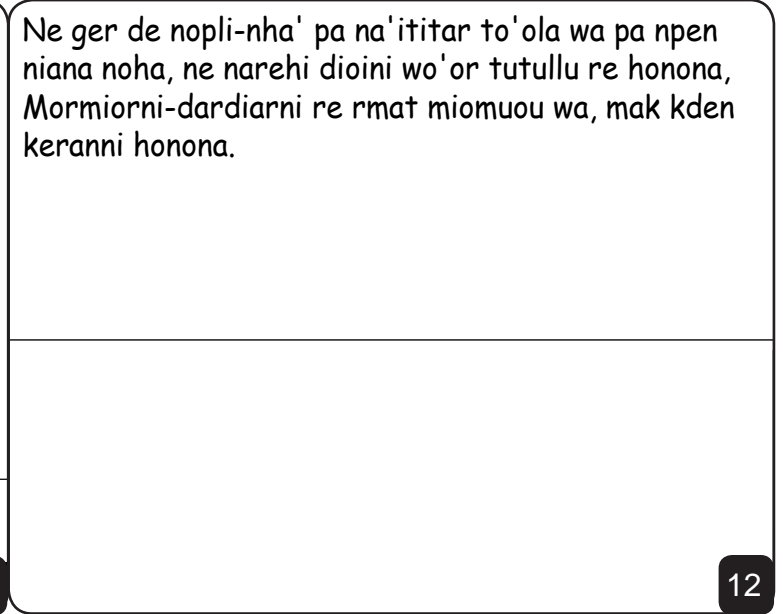 Ne ger de nopli-nha' pa na'ititar to'ola wa pa npen
niana noha, ne narehi dioini wo'or tutullu re honona,
Mormiorni-dardiarni re rmat miomuou wa, mak kden
keranni honona.
12